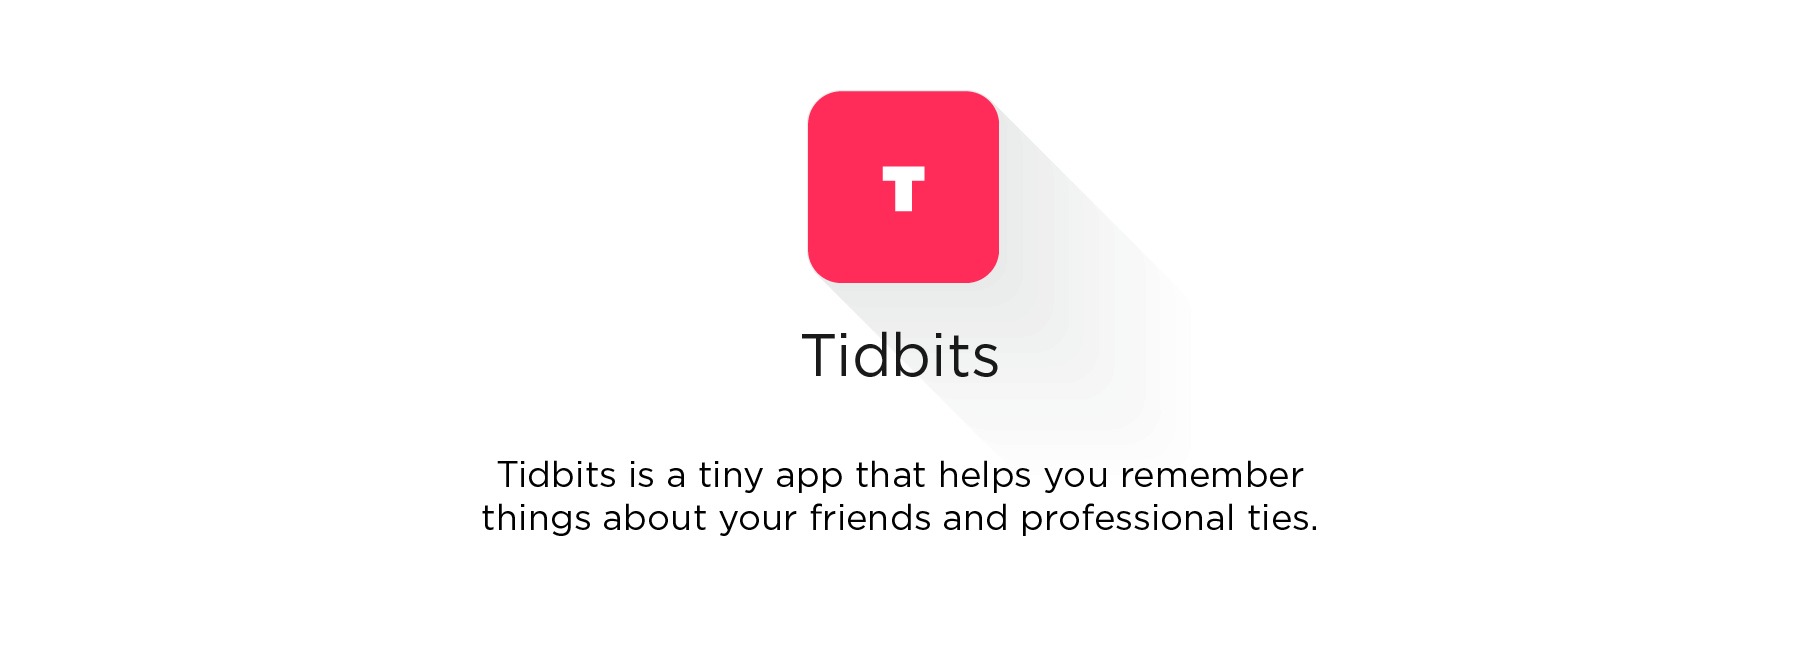 T
Tidbits
Tidbits is a tiny app that helps you remember
things about your friends and professional ties.